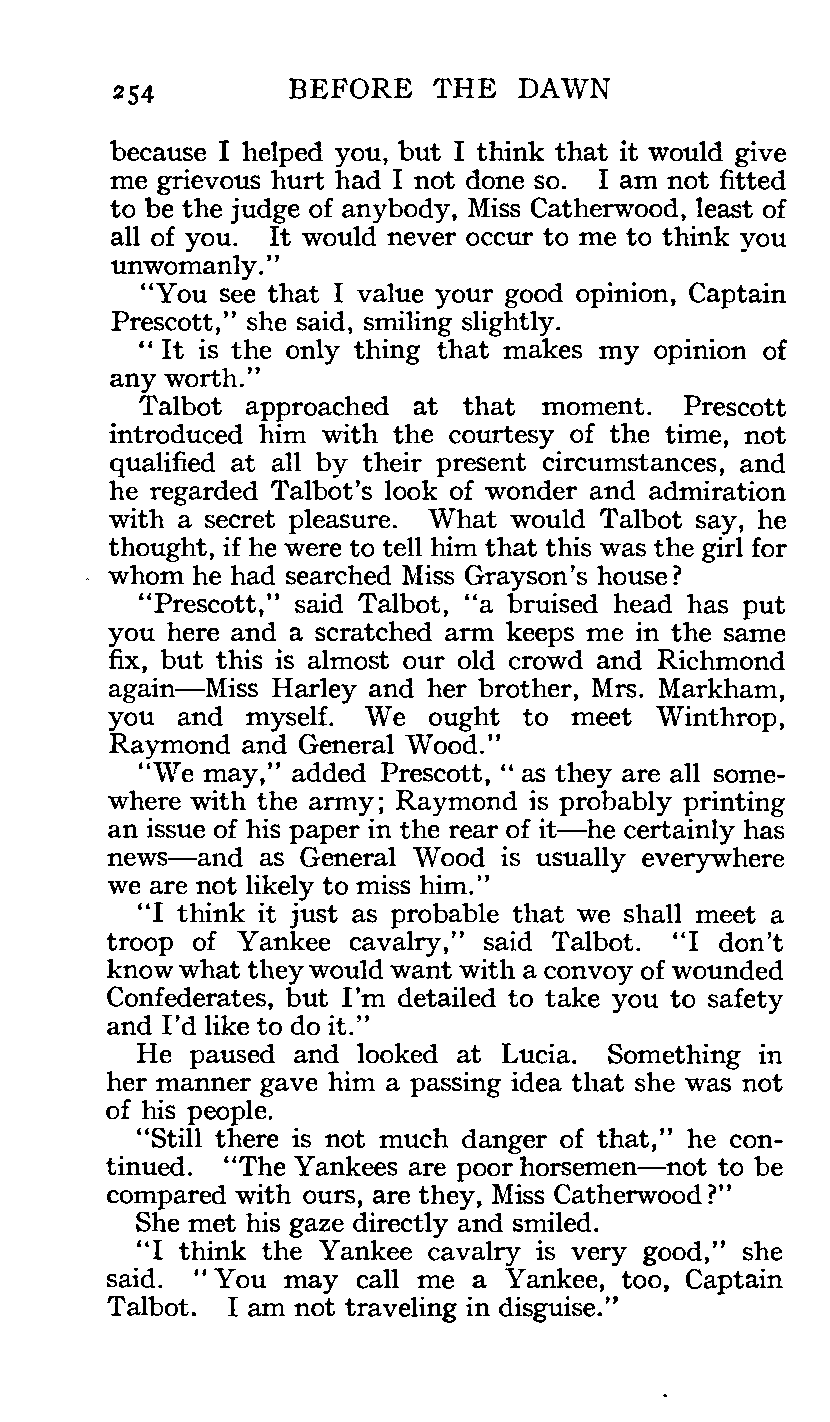 254 BEFORE THE DAWN
because I helped you, but I think that it would give
me grievous hurt had I not done so. I am not fitted
to be the judge of anybody, Miss Catherwood, least of
all of you. It would never occur to me to think you
unwomanly."
"You see that I value your good opinion, Captain
Prescott," she said, smiling slightly.
"It is the only thing that makes my opinion of
any worth."
Talbot approached at that moment. Prescott
introduced him with the courtesy of the time, not
qualified at all by their present circumstances, and
he regarded Talbot's look of wonder and admiration
with a secret pleasure. What would Talbot say, he
thought, if he were to tell him that this was the girl for
whom he had searched Miss Grayson's house?
"Prescott," said Talbot, "a bruised head has put
you here and a scratched arm keeps me in the same
fix, but this is almost our old crowd and Richmond
again—Miss Harley and her brother, Mrs. Markham,
you and myself. We ought to meet Winthrop,
Raymond and General Wood."
"We may," added Prescott, "as they are all some-
where with the army; Raymond is probably printing
an issue of his paper in the rear of it—he certainly has
news—and as General Wood is usually everywhere
we are not likely to miss him."
"I think it just as probable that we shall meet a
troop of Yankee cavalry," said Talbot. "I don't
know what they would want with a convoy of wounded
Confederates, but I'm detailed to take you to safety
and I'd like to do it."
He paused and looked at Lucia. Something in
her manner gave him a passing idea that she was not
of his people.
"Still there is not much danger of that," he con-
tinued. "The Yankees are poor horsemen—not to be
compared with ours, are they, Miss Catherwood?"
She met his gaze directly and smiled.
"I think the Yankee cavalry is very good," she
said. "You may call me a Yankee, too, Captain
Talbot. I am not traveling in disguise."